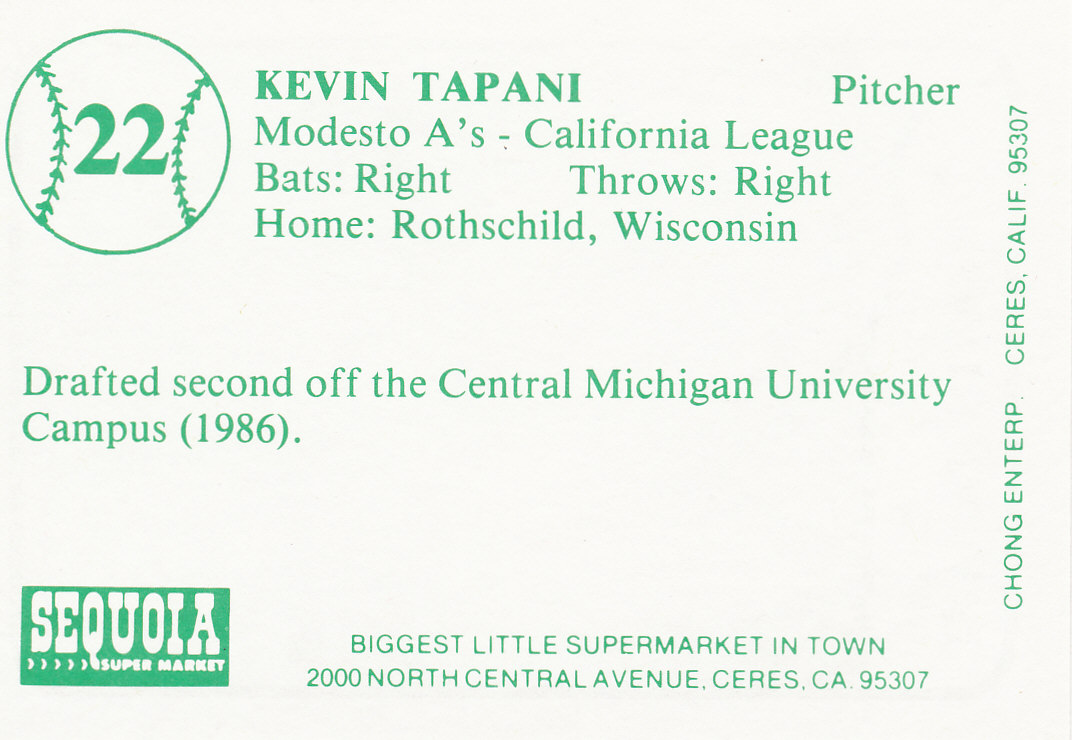 22
KEVIN TAPANI Pitcher
Modesto A's - California League
Bats: Right Throws: Right
Home: Rothschild, Wisconsin
Drafted second off the Central Michigan University
Campus (1986).
SEQUOIA
SUPER MARKET
BIGGEST LITTLE SUPERMARKET IN TOWN
2000 NORTH CENTRAL AVENUE, CERES, CA. 95307
CHONG ENTERP. CERES, CALIF. 95307